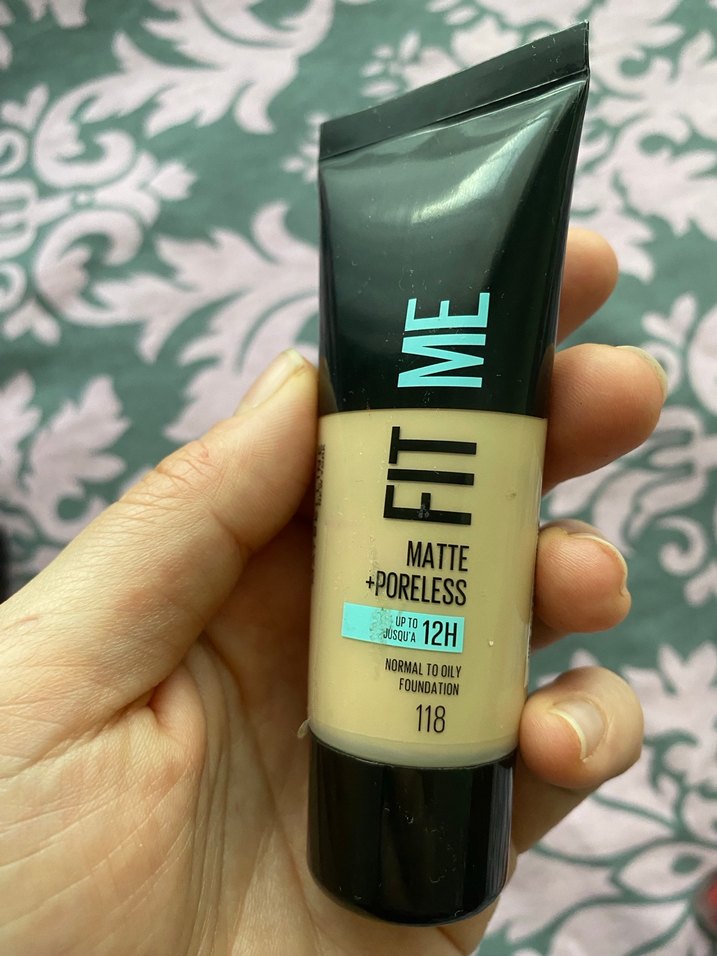 FIT ME
MATTE
+PORELESS
UP TO
JUSQU'A 12H
NORMAL TO OILY
FOUNDATION
118